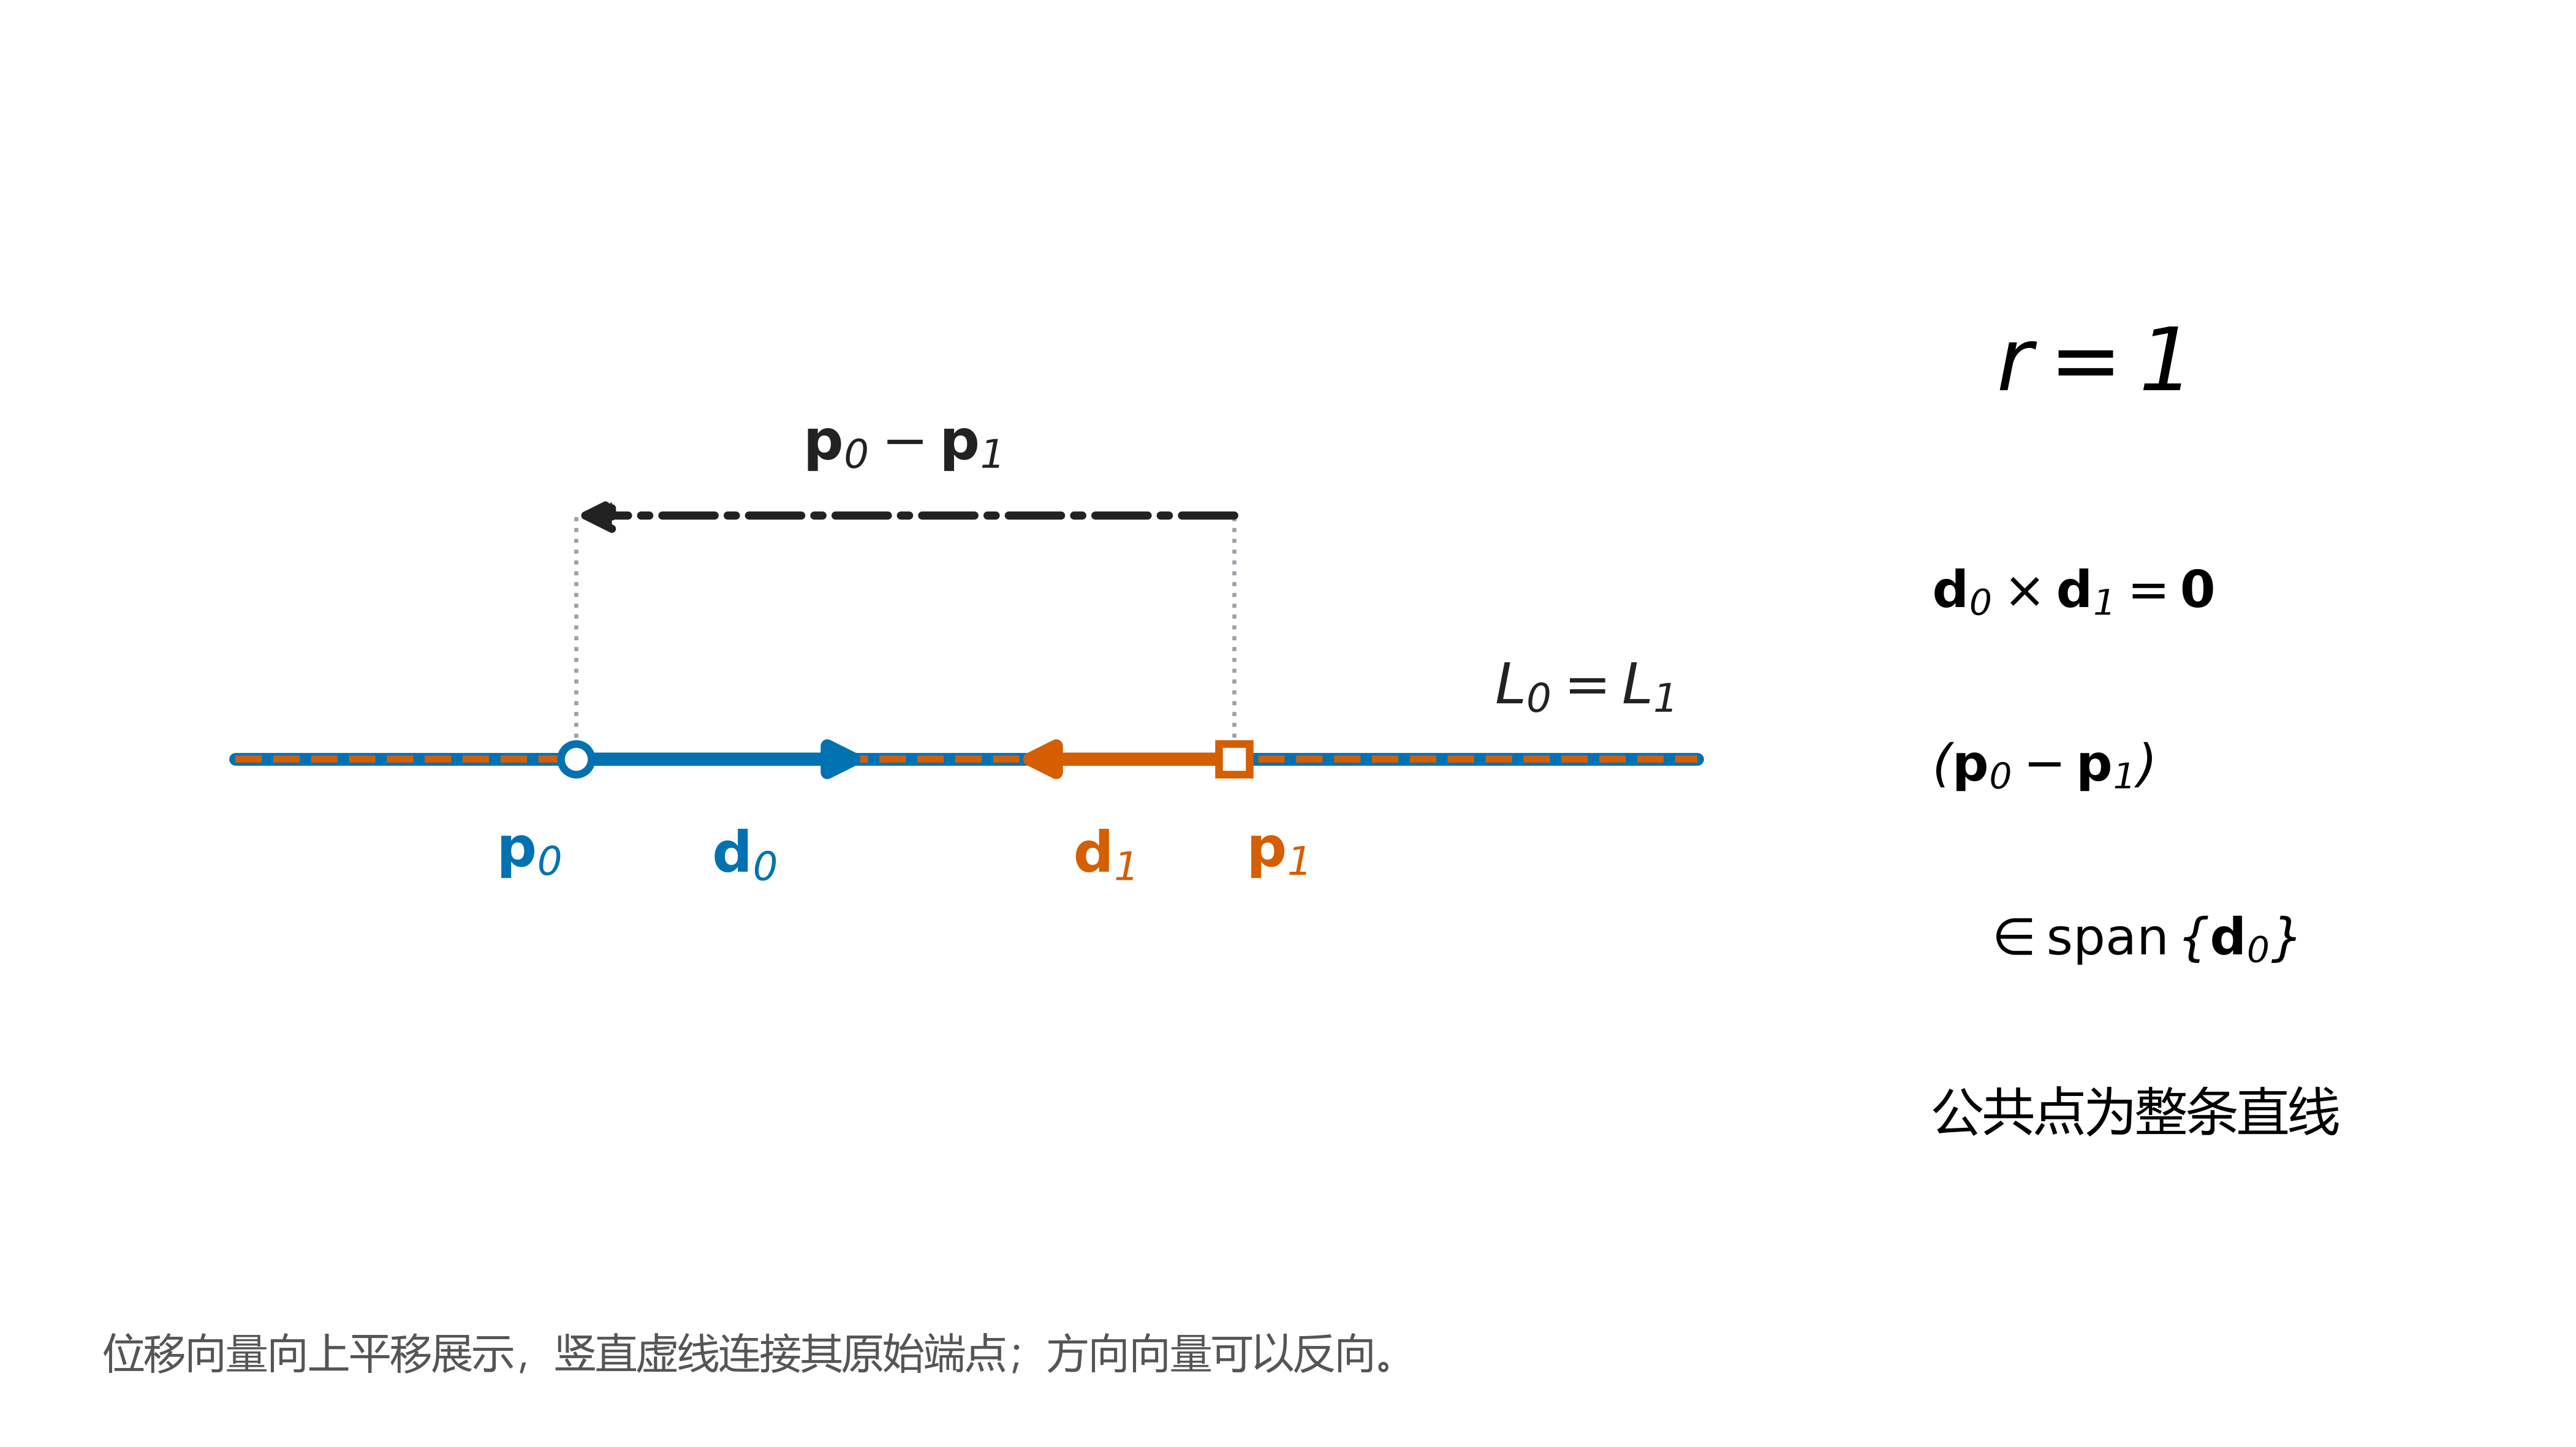 r = 1
p₀ − p₁
d₀ × d₁ = 0
L₀ = L₁
(p₀ − p₁)
p₀ d₀ d₁ p₁
∈ span {d₀}
公共点为整条直线
位移向量向上平移展示，竖直虚线连接其原始端点；方向向量可以反向。